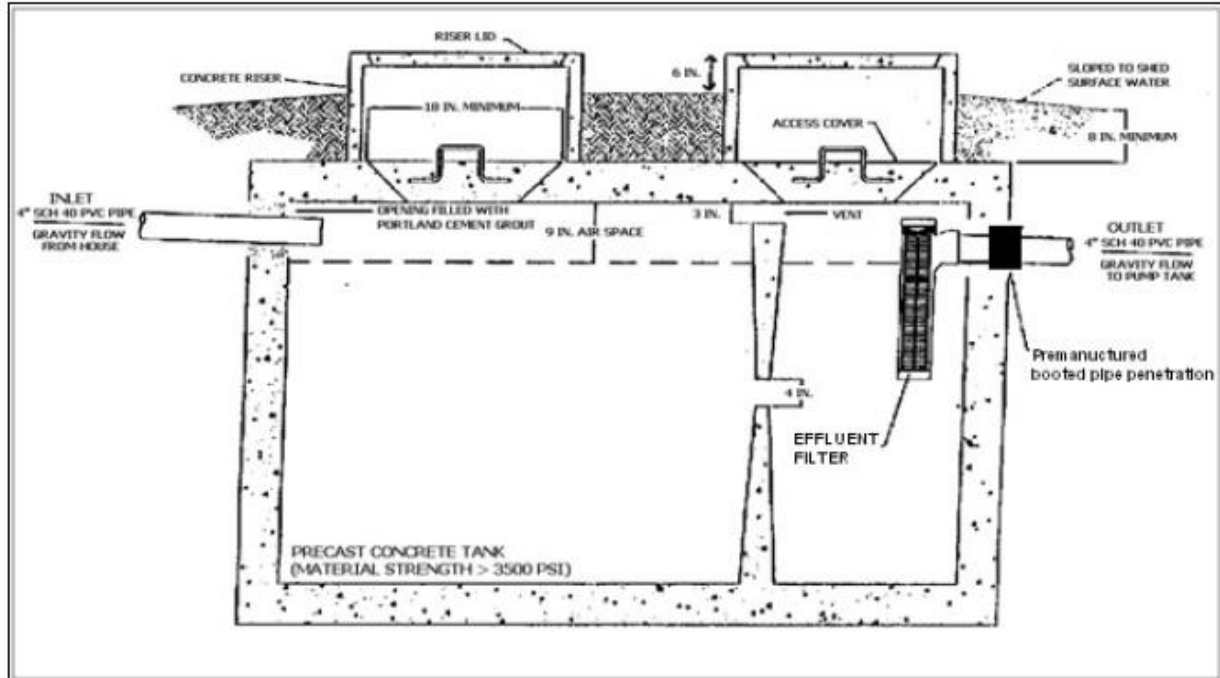 RISER LID
CONCRETE RISER
6 IN.
SLOPED TO SHED
SURFACE WATER
18 IN. MINIMUM
ACCESS COVER
8 IN. MINIMUM
INLET
4" SCH 40 PVC PIPE
GRAVITY FLOW
FROM HOUSE
OPENING FILLED WITH
PORTLAND CEMENT GROUT
9 IN. AIR SPACE
3 IN.
VENT
OUTLET
4" SCH 40 PVC PIPE
GRAVITY FLOW
TO PUMP TANK
Premanuctured
booted pipe penetration
4 IN.
EFFLUENT
FILTER
PRECAST CONCRETE TANK
(MATERIAL STRENGTH > 3500 PSI)